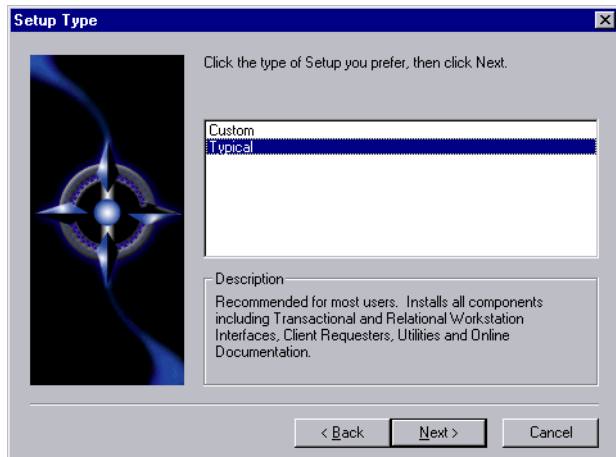 Setup Type
Click the type of Setup you prefer, then click Next.
Custom
Typical
Description
Recommended for most users.  Installs all components
including Transactional and Relational Workstation
Interfaces, Client Requesters, Utilities and Online
Documentation.
< Back
Next >
Cancel